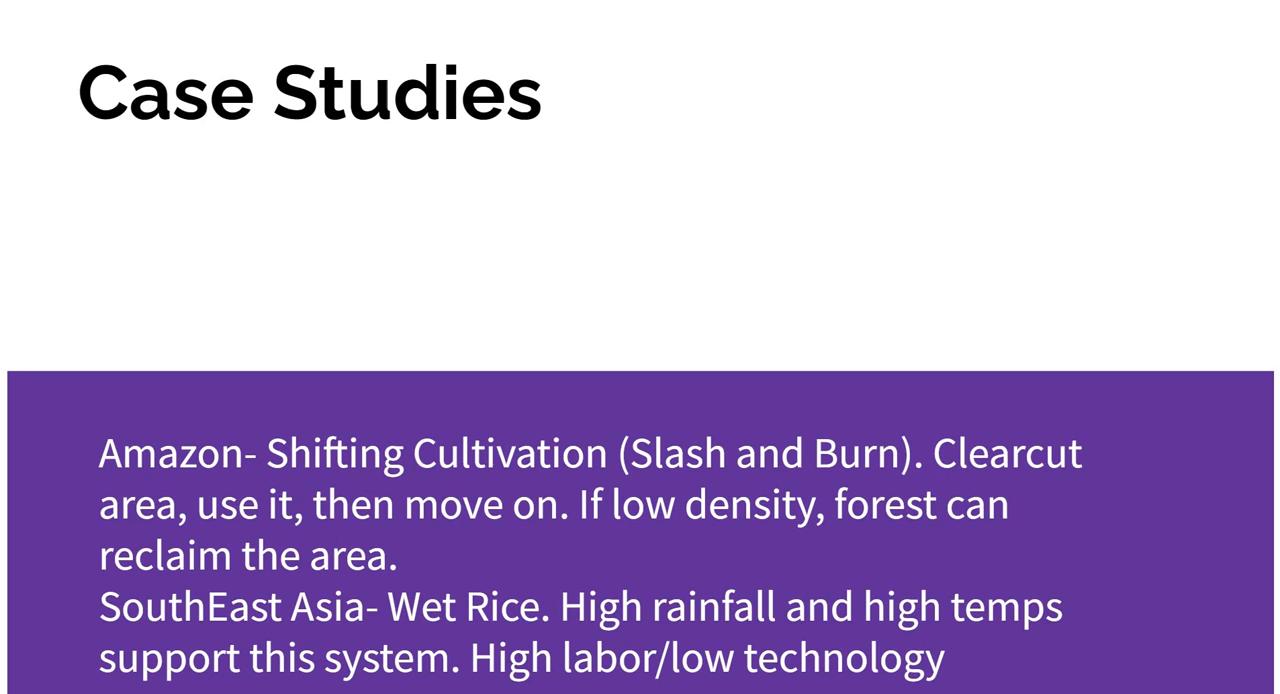 Case Studies
Amazon- Shifting Cultivation (Slash and Burn). Clearcut
area, use it, then move on. If low density, forest can
reclaim the area.
SouthEast Asia- Wet Rice. High rainfall and high temps
support this system. High labor/low technology